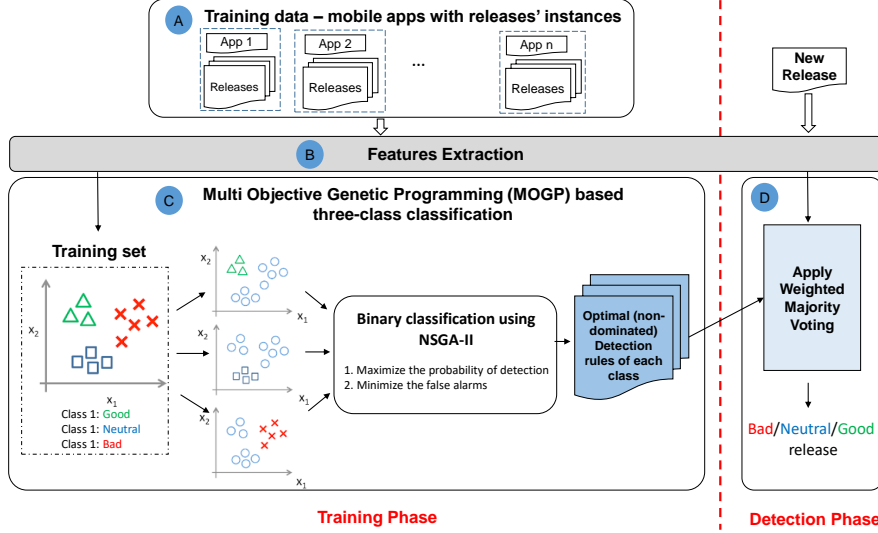 A
Training data – mobile apps with releases' instances
App 1
App 2
...
App n
Releases
Releases
Releases
New
Release
B
Features Extraction
C
Multi Objective Genetic Programming (MOGP) based
three-class classification
D
Training set
x2
x1
Class 1: Good
Class 1: Neutral
Class 1: Bad
x2
x1
x2
x1
x2
x1
Binary classification using
NSGA-II
1. Maximize the probability of detection
2. Minimize the false alarms
Optimal (non-
dominated)
Detection
rules of each
class
Apply
Weighted
Majority
Voting
Bad/Neutral/Good
release
Training Phase
Detection Phase